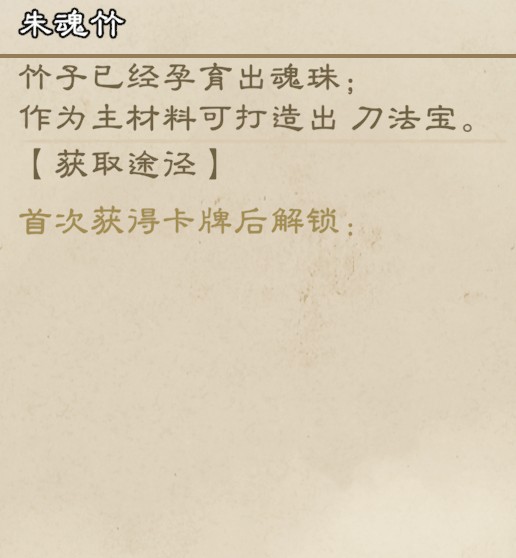 朱魂竹
竹子已经孕育出魂珠；
作为主材料可打造出 刀法宝。
【获取途径】
首次获得卡牌后解锁：